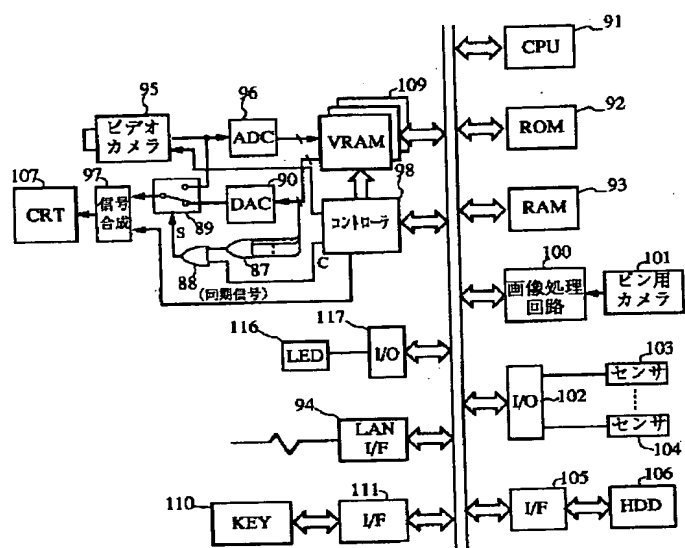 91
CPU
109
95
96
ビデオ
カメラ
ADC
VRAM
92
ROM
107
97
90
98
CRT
信号
合成
DAC
89
コントローラ
93
RAM
S
88
87
C
(同期信号)
100
101
画像処理
回路
ピン用
カメラ
116
117
LED
I/O
103
センサ
I/O
102
センサ
104
94
LAN
I/F
105
106
110
111
KEY
I/F
I/F
HDD